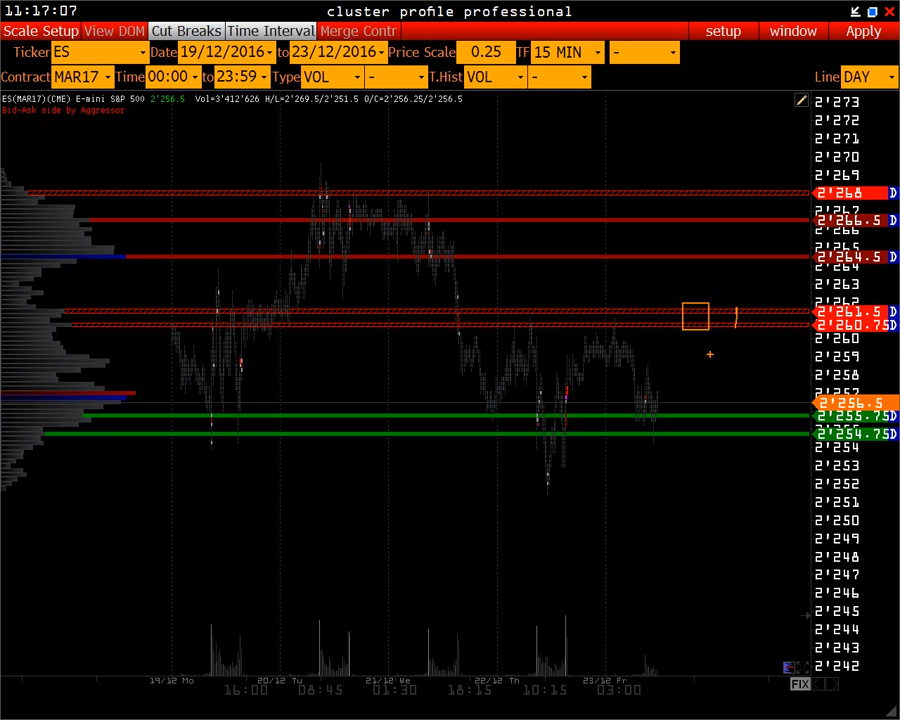 11:17:07 cluster profile professional
Scale Setup View DOM Cut Breaks Time Interval Merge Contr setup window Apply
Ticker ES Date 19/12/2016 to 23/12/2016 Price Scale 0.25 TF 15 MIN -
Contract MAR17 Time 00:00 to 23:59 Type VOL - T.Hist VOL - Line DAY
ES(MAR17)(CME) E-mini S&P 500 2'256.5 Vol=3'412'626 H/L=2'269.5/2'251.5 O/C=2'256.25/2'256.5
Bid-Ask side by Aggressor
2'273
2'272
2'271
2'270
2'269
2'268 D
2'267
2'266.5 D
2'266
2'265
2'264.5 D
2'264
2'263
2'262
2'261.5 D
2'260.75 D
2'260
2'259
2'258
2'257
2'256.5
2'255.75 D
2'254.75 D
2'254
2'253
2'252
2'251
2'250
2'249
2'248
2'247
2'246
2'245
2'244
2'243
2'242
19/12 Mo 20/12 Tu 21/12 We 22/12 Th 23/12 Fr
16:00 08:45 01:30 18:15 10:15 03:00
FIX